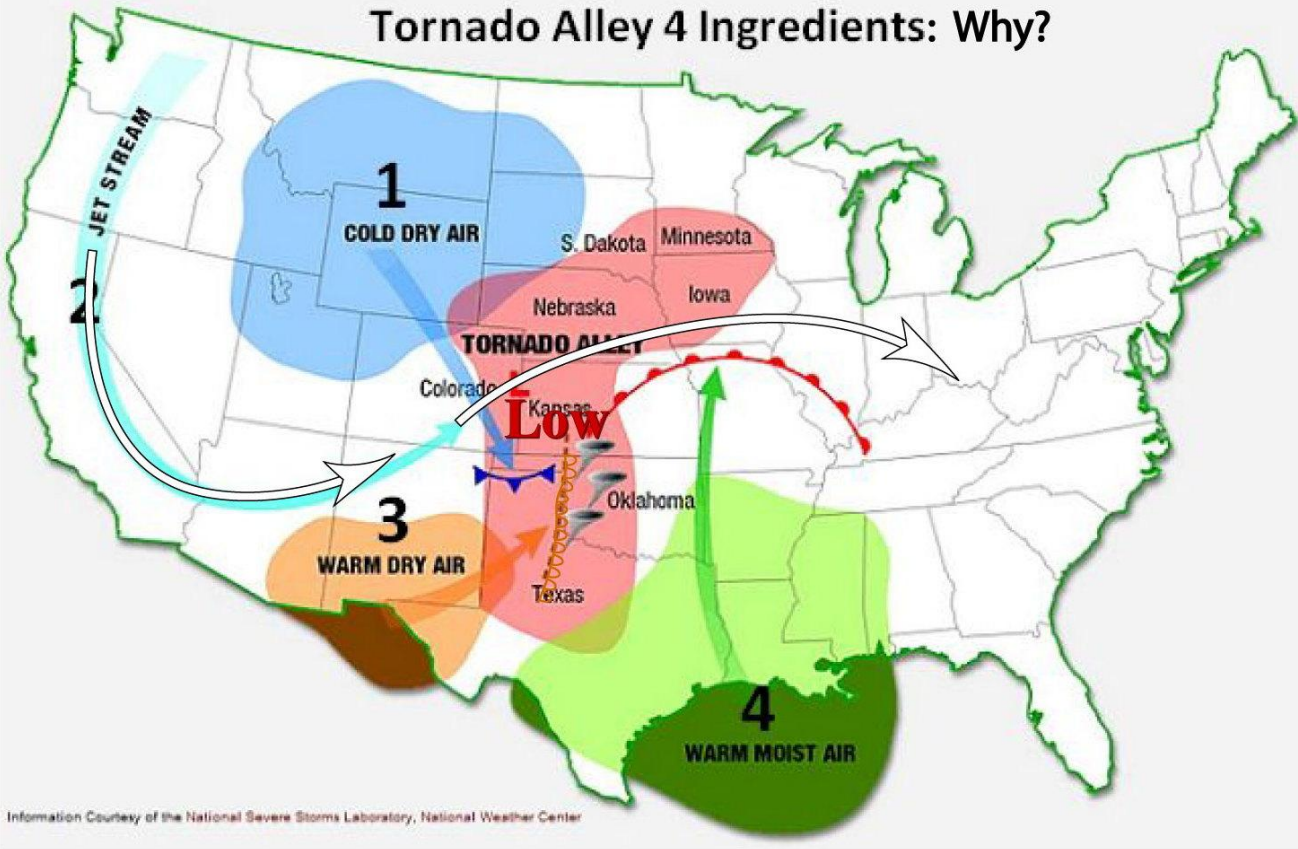 Tornado Alley 4 Ingredients: Why?
JET STREAM
1
COLD DRY AIR
S. Dakota
Minnesota
2
Nebraska
Iowa
TORNADO ALLEY
Colorado
L
Kansas
Low
3
Oklahoma
WARM DRY AIR
Texas
4
WARM MOIST AIR
Information Courtesy of the National Severe Storms Laboratory, National Weather Center